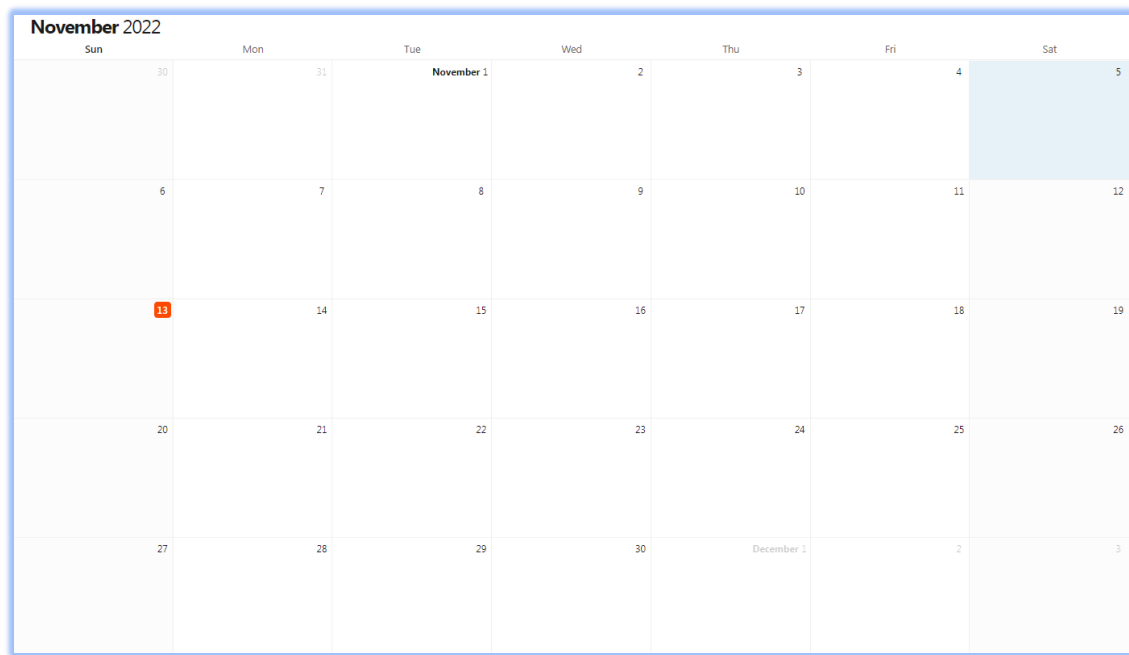 November 2022
Sun Mon Tue Wed Thu Fri Sat
30 31 November 1 2 3 4 5
6 7 8 9 10 11 12
13 14 15 16 17 18 19
20 21 22 23 24 25 26
27 28 29 30 December 1 2 3